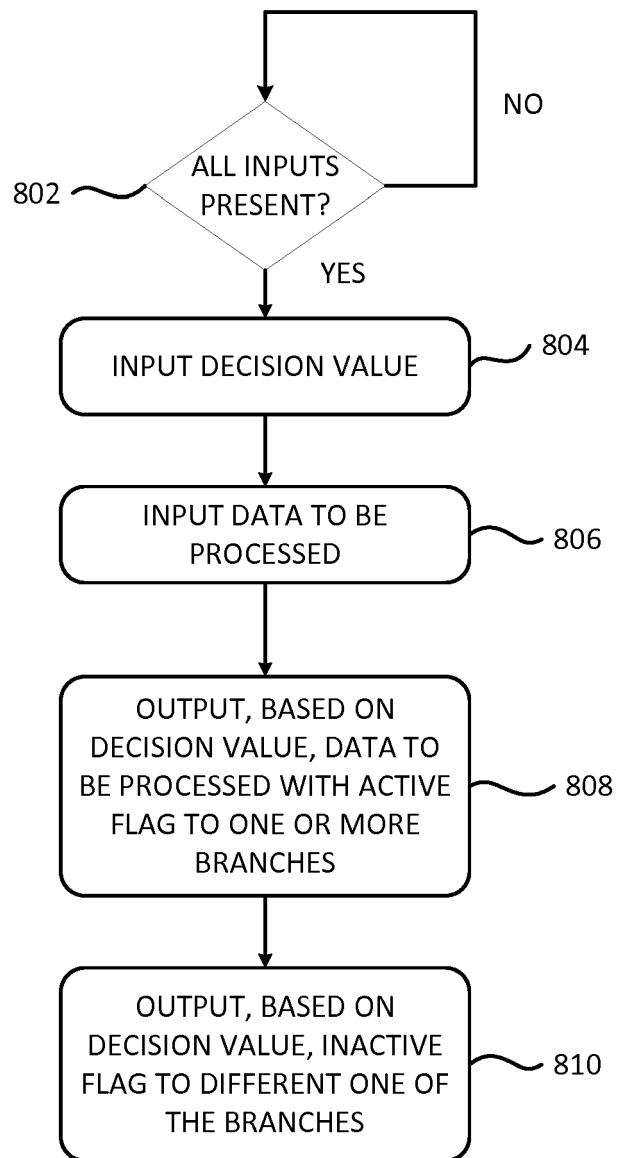 NO
ALL INPUTS
PRESENT?
802
YES
INPUT DECISION VALUE
804
INPUT DATA TO BE
PROCESSED
806
OUTPUT, BASED ON
DECISION VALUE, DATA TO
BE PROCESSED WITH ACTIVE
FLAG TO ONE OR MORE
BRANCHES
808
OUTPUT, BASED ON
DECISION VALUE, INACTIVE
FLAG TO DIFFERENT ONE OF
THE BRANCHES
810